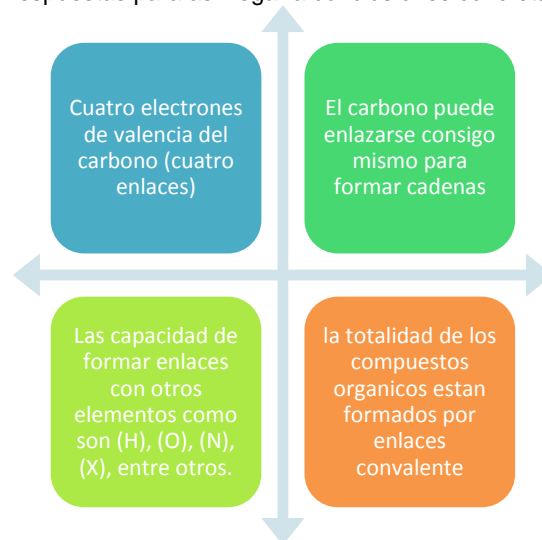 Cuatro electrones
de valencia del
carbono (cuatro
enlaces)
El carbono puede
enlazarse consigo
mismo para
formar cadenas
Las capacidad de
formar enlaces
con otros
elementos como
son (H), (O), (N),
(X), entre otros.
la totalidad de los
compuestos
organicos estan
formados por
enlaces
convalente